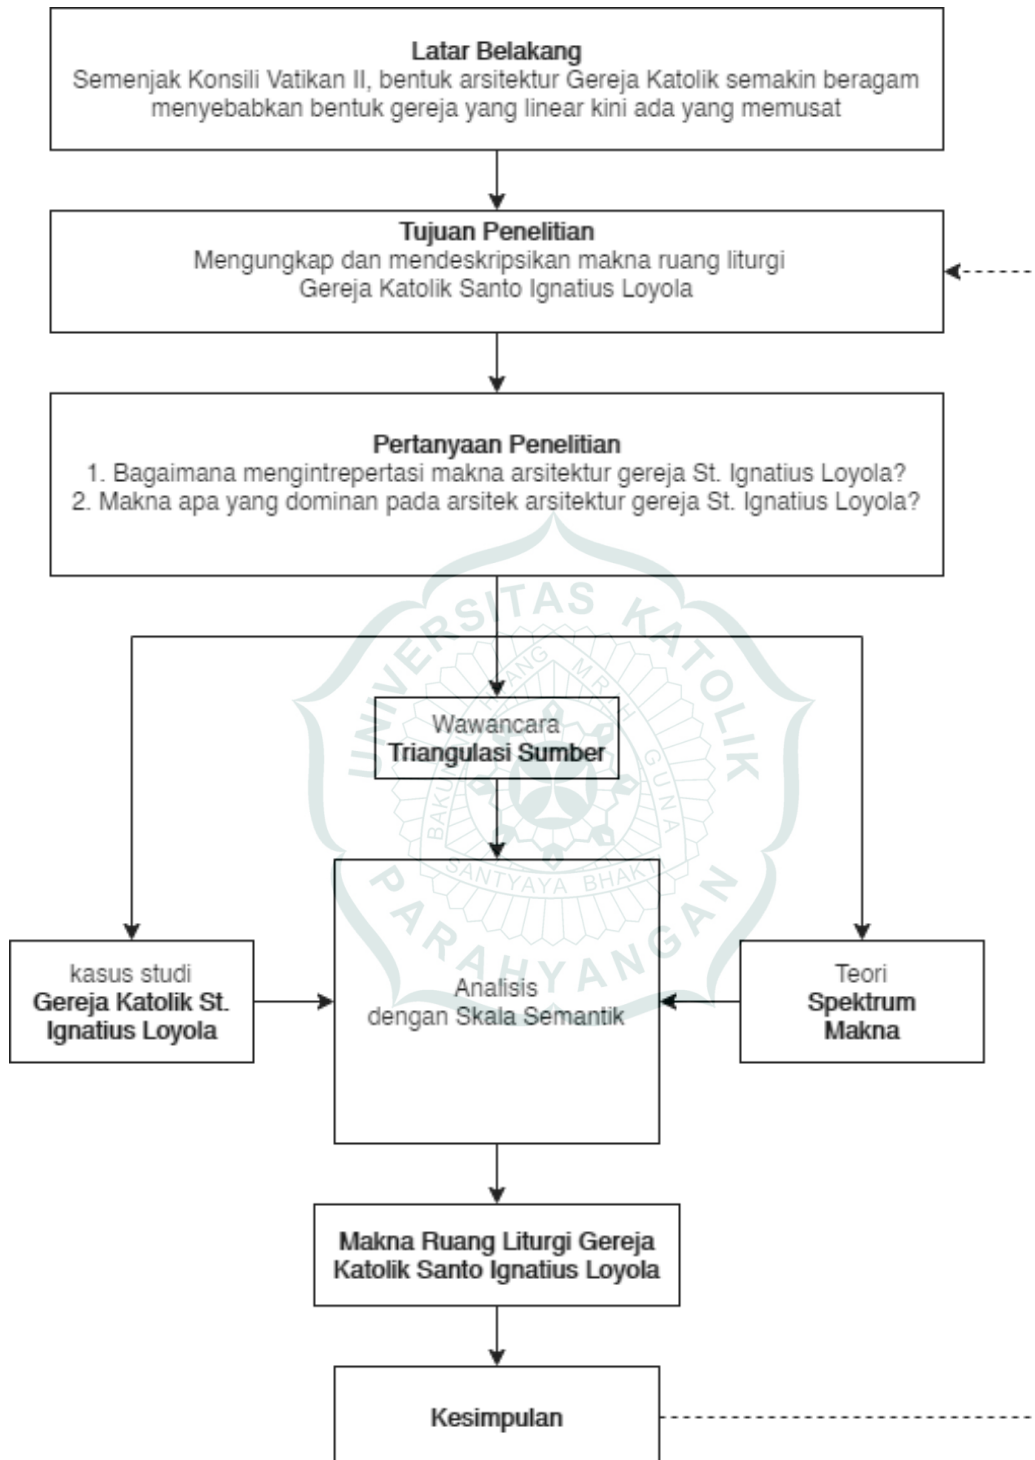 Latar Belakang
Semenjak Konsili Vatikan II, bentuk arsitektur Gereja Katolik semakin beragam
menyebabkan bentuk gereja yang linear kini ada yang memusat
Tujuan Penelitian
Mengungkap dan mendeskripsikan makna ruang liturgi
Gereja Katolik Santo Ignatius Loyola
Pertanyaan Penelitian
1. Bagaimana mengintrepertasi makna arsitektur gereja St. Ignatius Loyola?
2. Makna apa yang dominan pada arsitek arsitektur gereja St. Ignatius Loyola?
UNIVERSITAS KATOLIK
PARAHYANGAN
GUNA
SANTYAYA BHAKTI
Wawancara
Triangulasi Sumber
kasus studi
Gereja Katolik St.
Ignatius Loyola
Analisis
dengan Skala Semantik
Teori
Spektrum
Makna
Makna Ruang Liturgi Gereja
Katolik Santo Ignatius Loyola
Kesimpulan